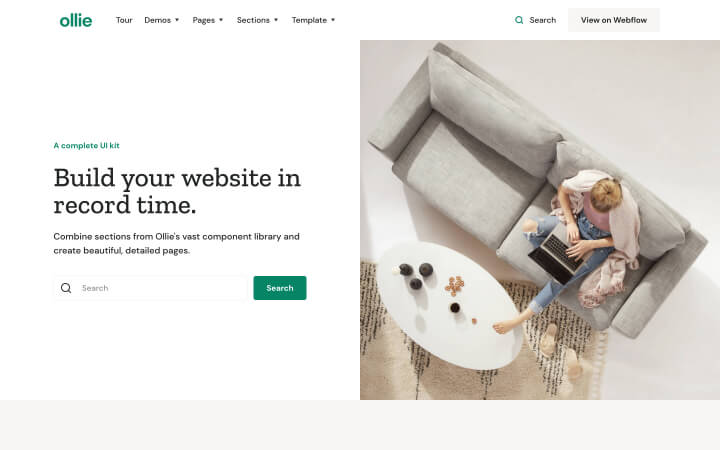 ollie
Tour
Demos
Pages
Sections
Template
Search
View on Webflow
A complete UI kit
Build your website in
record time.
Combine sections from Ollie's vast component library and
create beautiful, detailed pages.
Search
Search